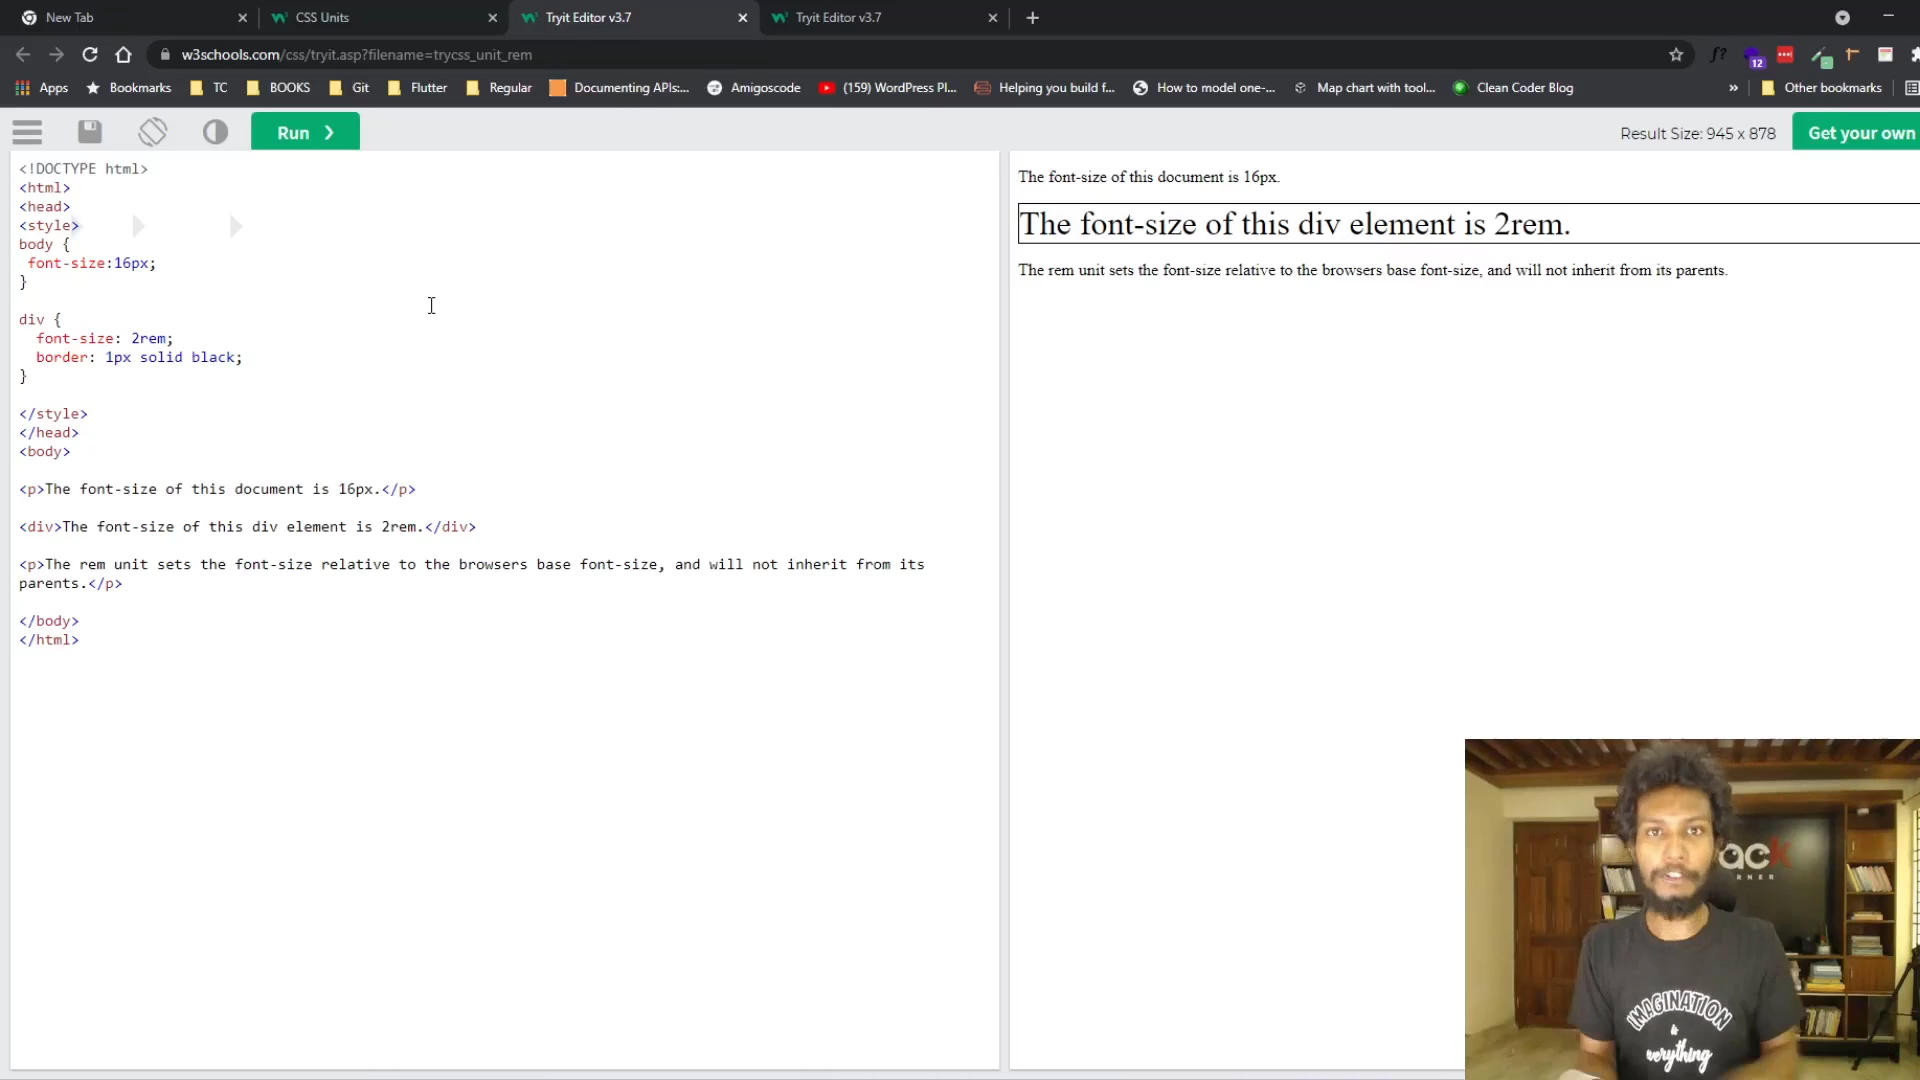 New Tab
CSS Units
Tryit Editor v3.7
Tryit Editor v3.7
w3schools.com/css/tryit.asp?filename=trycss_unit_rem
f?
12
Apps
Bookmarks
TC
BOOKS
Git
Flutter
Regular
Documenting APIs:...
Amigoscode
(159) WordPress Pl...
Helping you build f...
How to model one-...
Map chart with tool...
Clean Coder Blog
»
Other bookmarks
Run ❯
Result Size: 945 x 878
Get your own
<!DOCTYPE html>
<html>
<head>
<style>
body {
font-size:16px;
}
div {
font-size: 2rem;
border: 1px solid black;
}
</style>
</head>
<body>
<p>The font-size of this document is 16px.</p>
<div>The font-size of this div element is 2rem.</div>
<p>The rem unit sets the font-size relative to the browsers base font-size, and will not inherit from its
parents.</p>
</body>
</html>
The font-size of this document is 16px.
The font-size of this div element is 2rem.
The rem unit sets the font-size relative to the browsers base font-size, and will not inherit from its parents.
ack
RNER
IMAGINATION
is
everything